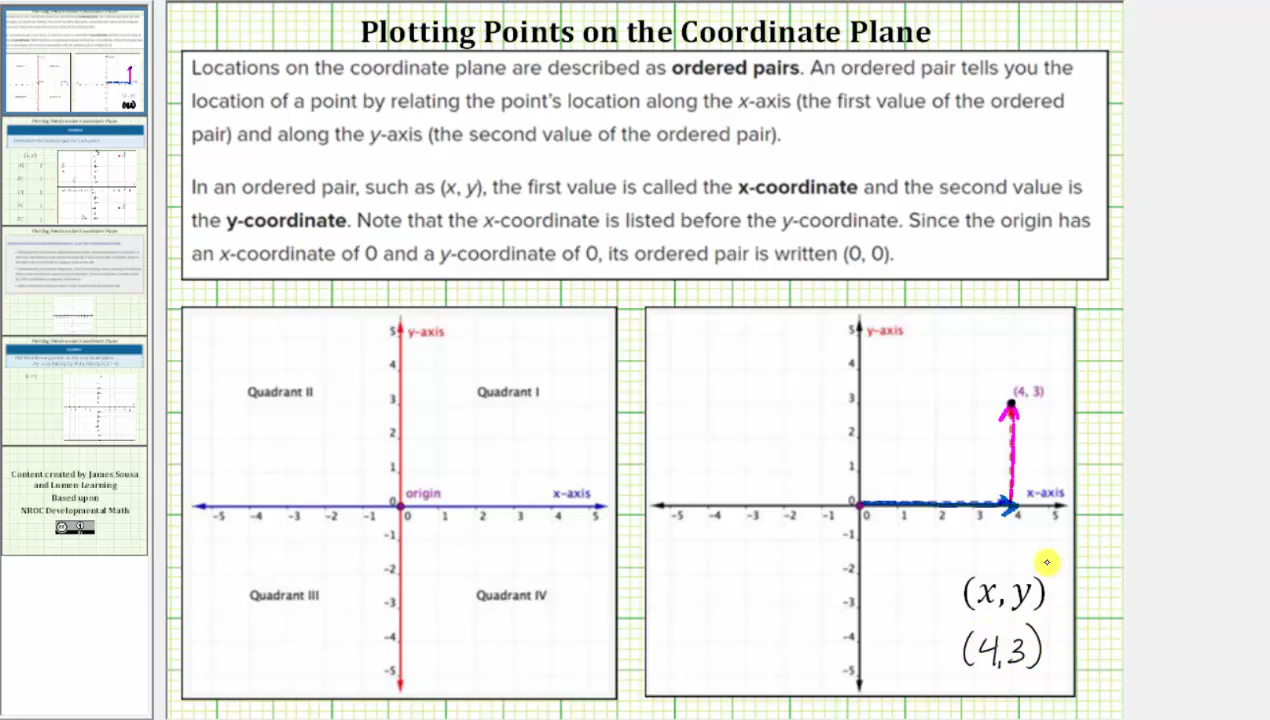 Plotting Points on the Coordinate Plane
Locations on the coordinate plane are described as ordered pairs. An ordered pair tells you the
location of a point by relating the point's location along the x-axis (the first value of the ordered
pair) and along the y-axis (the second value of the ordered pair).
In an ordered pair, such as (x, y), the first value is called the x-coordinate and the second value is
the y-coordinate. Note that the x-coordinate is listed before the y-coordinate. Since the origin has
an x-coordinate of 0 and a y-coordinate of 0, its ordered pair is written (0, 0).
5 y-axis
4
Quadrant II Quadrant I
3
2
1
0 origin x-axis
-5 -4 -3 -2 -1 1 2 3 4 5
-1
-2
Quadrant III Quadrant IV
-3
-4
-5
5 y-axis
4
(4, 3)
3
2
1
0 x-axis
-5 -4 -3 -2 -1 0 1 2 3 4 5
-1
-2
-3
-4
-5
(x, y)
(4,3)
Content created by James Sousa
and Lumen Learning
Based upon
NROC Developmental Math